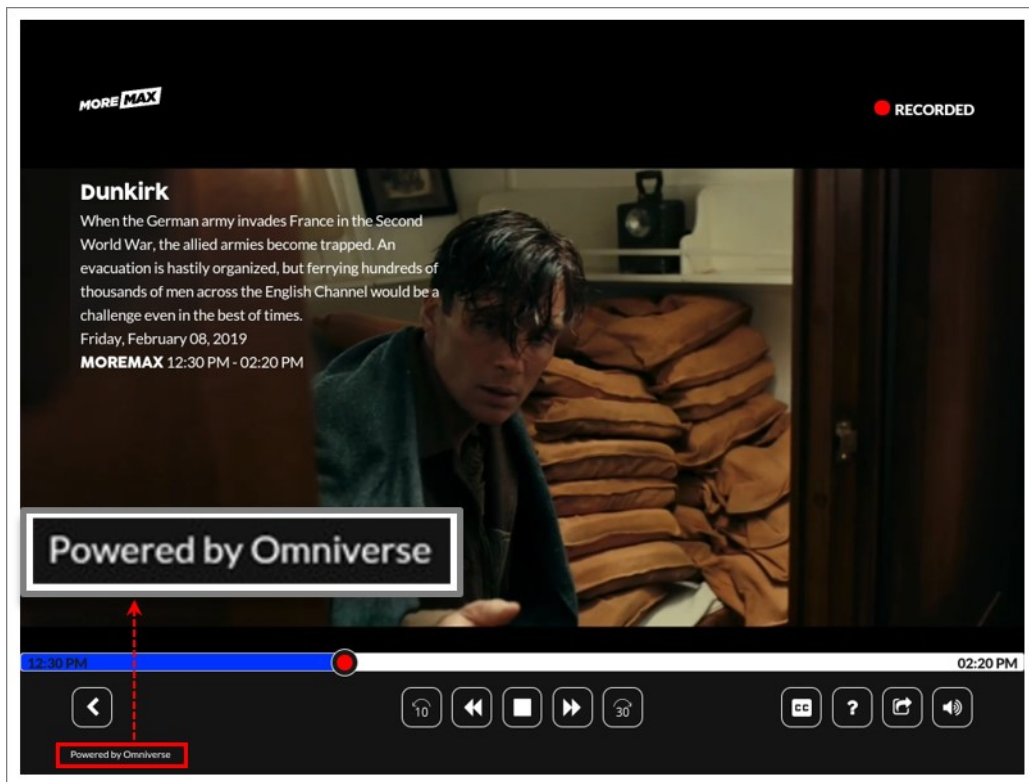 MORE MAX
RECORDED
Dunkirk
When the German army invades France in the Second
World War, the allied armies become trapped. An
evacuation is hastily organized, but ferrying hundreds of
thousands of men across the English Channel would be a
challenge even in the best of times.
Friday, February 08, 2019
MOREMAX 12:30 PM - 02:20 PM
Powered by Omniverse
12:30 PM
02:20 PM
10
30
CC
?
Powered by Omniverse